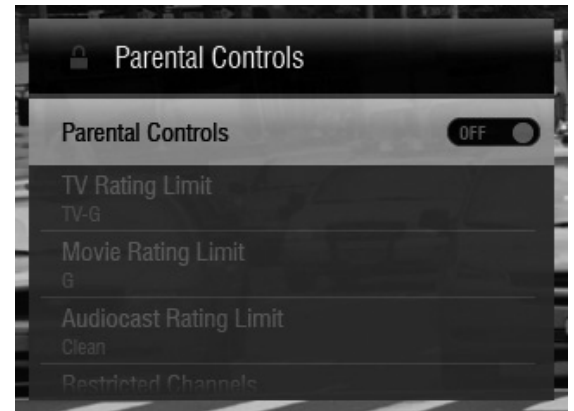 Parental Controls
Parental Controls
OFF
TV Rating Limit
TV-G
Movie Rating Limit
G
Audiocast Rating Limit
Clean
Restricted Channels